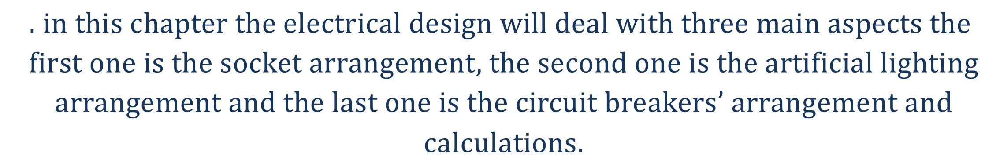 . in this chapter the electrical design will deal with three main aspects the
first one is the socket arrangement, the second one is the artificial lighting
arrangement and the last one is the circuit breakers’ arrangement and
calculations.